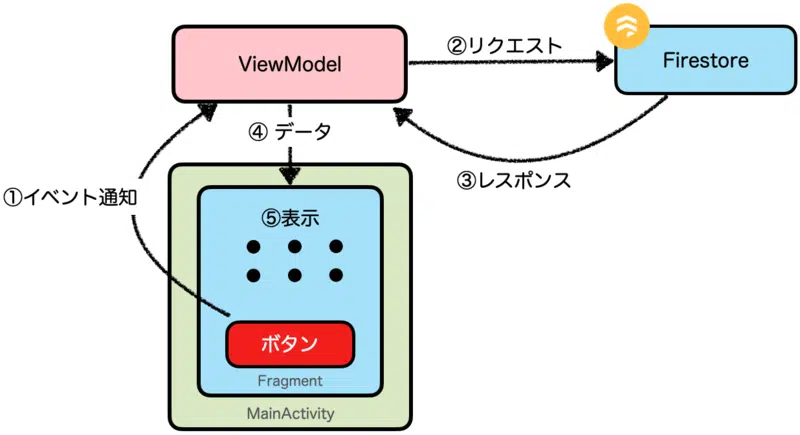 ViewModel
②リクエスト
Firestore
④ データ
③レスポンス
①イベント通知
⑤表示
ボタン
Fragment
MainActivity